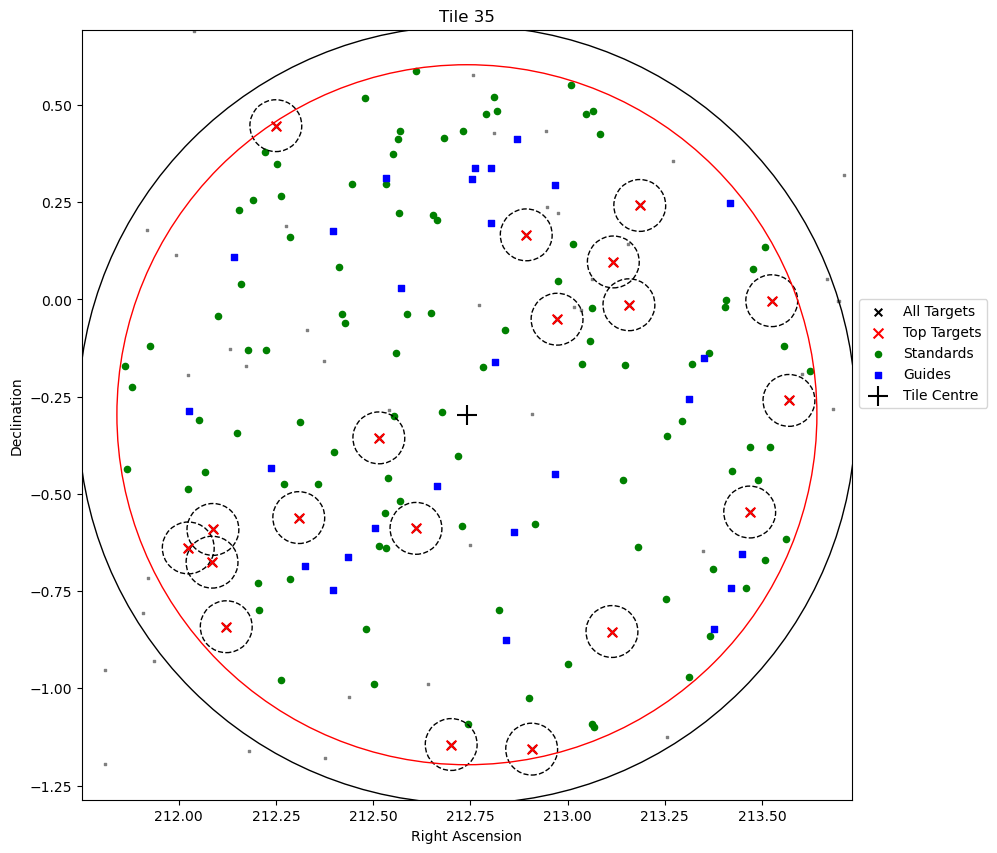 Tile 35
0.50
0.25
0.00
−0.25
−0.50
−0.75
−1.00
−1.25
Declination
212.00
212.25
212.50
212.75
213.00
213.25
213.50
Right Ascension
All Targets
Top Targets
Standards
Guides
Tile Centre